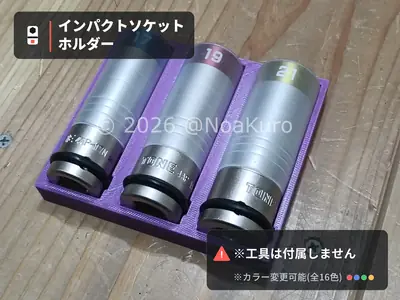 インパクトソケット
ホルダー
19
21
© 2026 @NoaKuro
TONE
⚠ ※工具は付属しません
※カラー変更可能(全16色)